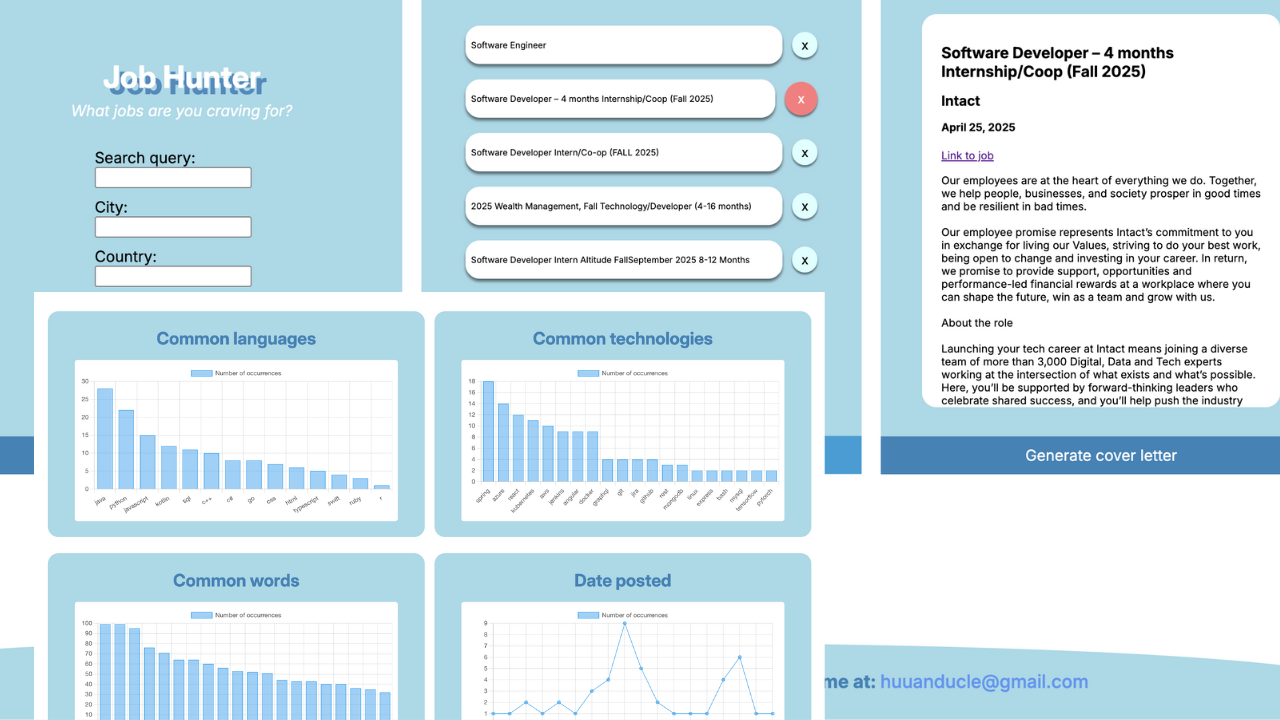 Job Hunter
What jobs are you craving for?
Search query:
City:
Country:
Software Engineer
x
Software Developer – 4 months Internship/Coop (Fall 2025)
x
Software Developer Intern/Co-op (FALL 2025)
x
2025 Wealth Management, Fall Technology/Developer (4-16 months)
x
Software Developer Intern Altitude FallSeptember 2025 8-12 Months
x
Software Developer – 4 months
Internship/Coop (Fall 2025)
Intact
April 25, 2025
Link to job
Our employees are at the heart of everything we do. Together,
we help people, businesses, and society prosper in good times
and be resilient in bad times.
Our employee promise represents Intact's commitment to you
in exchange for living our Values, striving to do your best work,
being open to change and investing in your career. In return,
we promise to provide support, opportunities and
performance-led financial rewards at a workplace where you
can shape the future, win as a team and grow with us.
About the role
Launching your tech career at Intact means joining a diverse
team of more than 3,000 Digital, Data and Tech experts
working at the intersection of what exists and what's possible.
Here, you'll be supported by forward-thinking leaders who
celebrate shared success, and you'll help push the industry
Generate cover letter
Common languages
Number of occurrences
30
25
20
15
10
5
0
java
python
javascript
kotlin
sql
c++
c#
go
css
html
typescript
swift
ruby
r
Common technologies
Number of occurrences
18
16
14
12
10
8
6
4
2
0
spring
azure
react
kubernetes
aws
jenkins
angular
docker
graphql
git
jira
github
rest
mongodb
linux
express
bash
mysql
tensorflow
pytorch
Common words
Number of occurrences
100
90
80
70
60
50
40
30
20
10
Date posted
Number of occurrences
9
8
7
6
5
4
3
2
1
me at: huuanducle@gmail.com